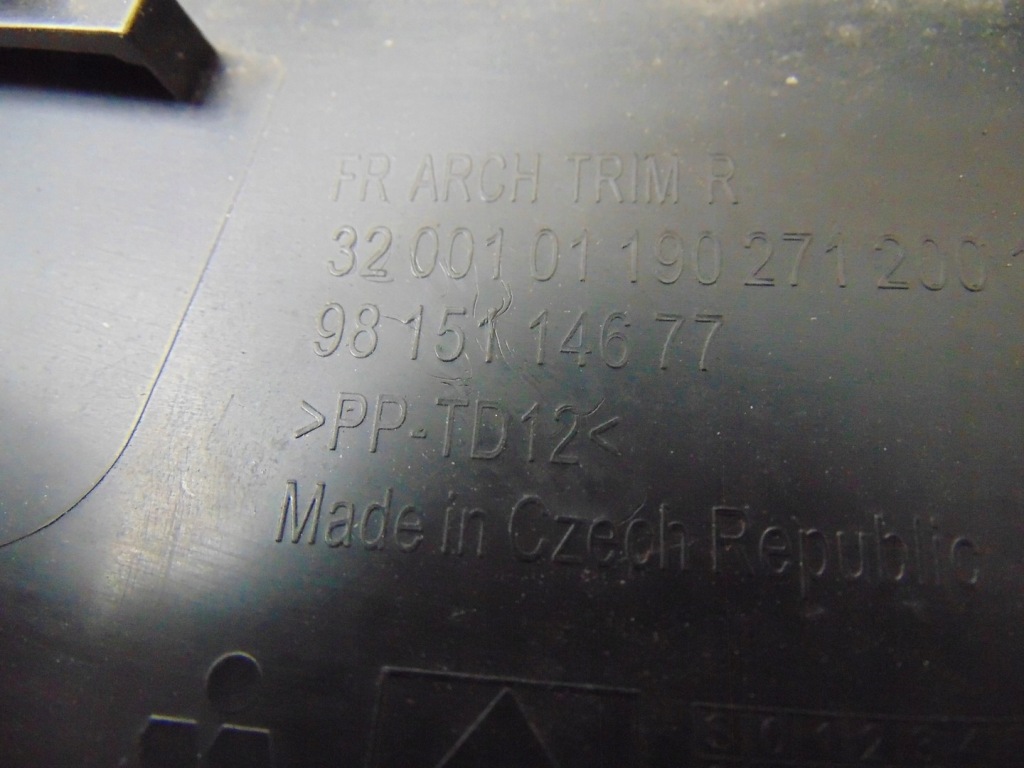 FR ARCH TRIM R
32 001 01 190 271 200
98 151 146 77
>PP-TD12<
Made in Czech Republic